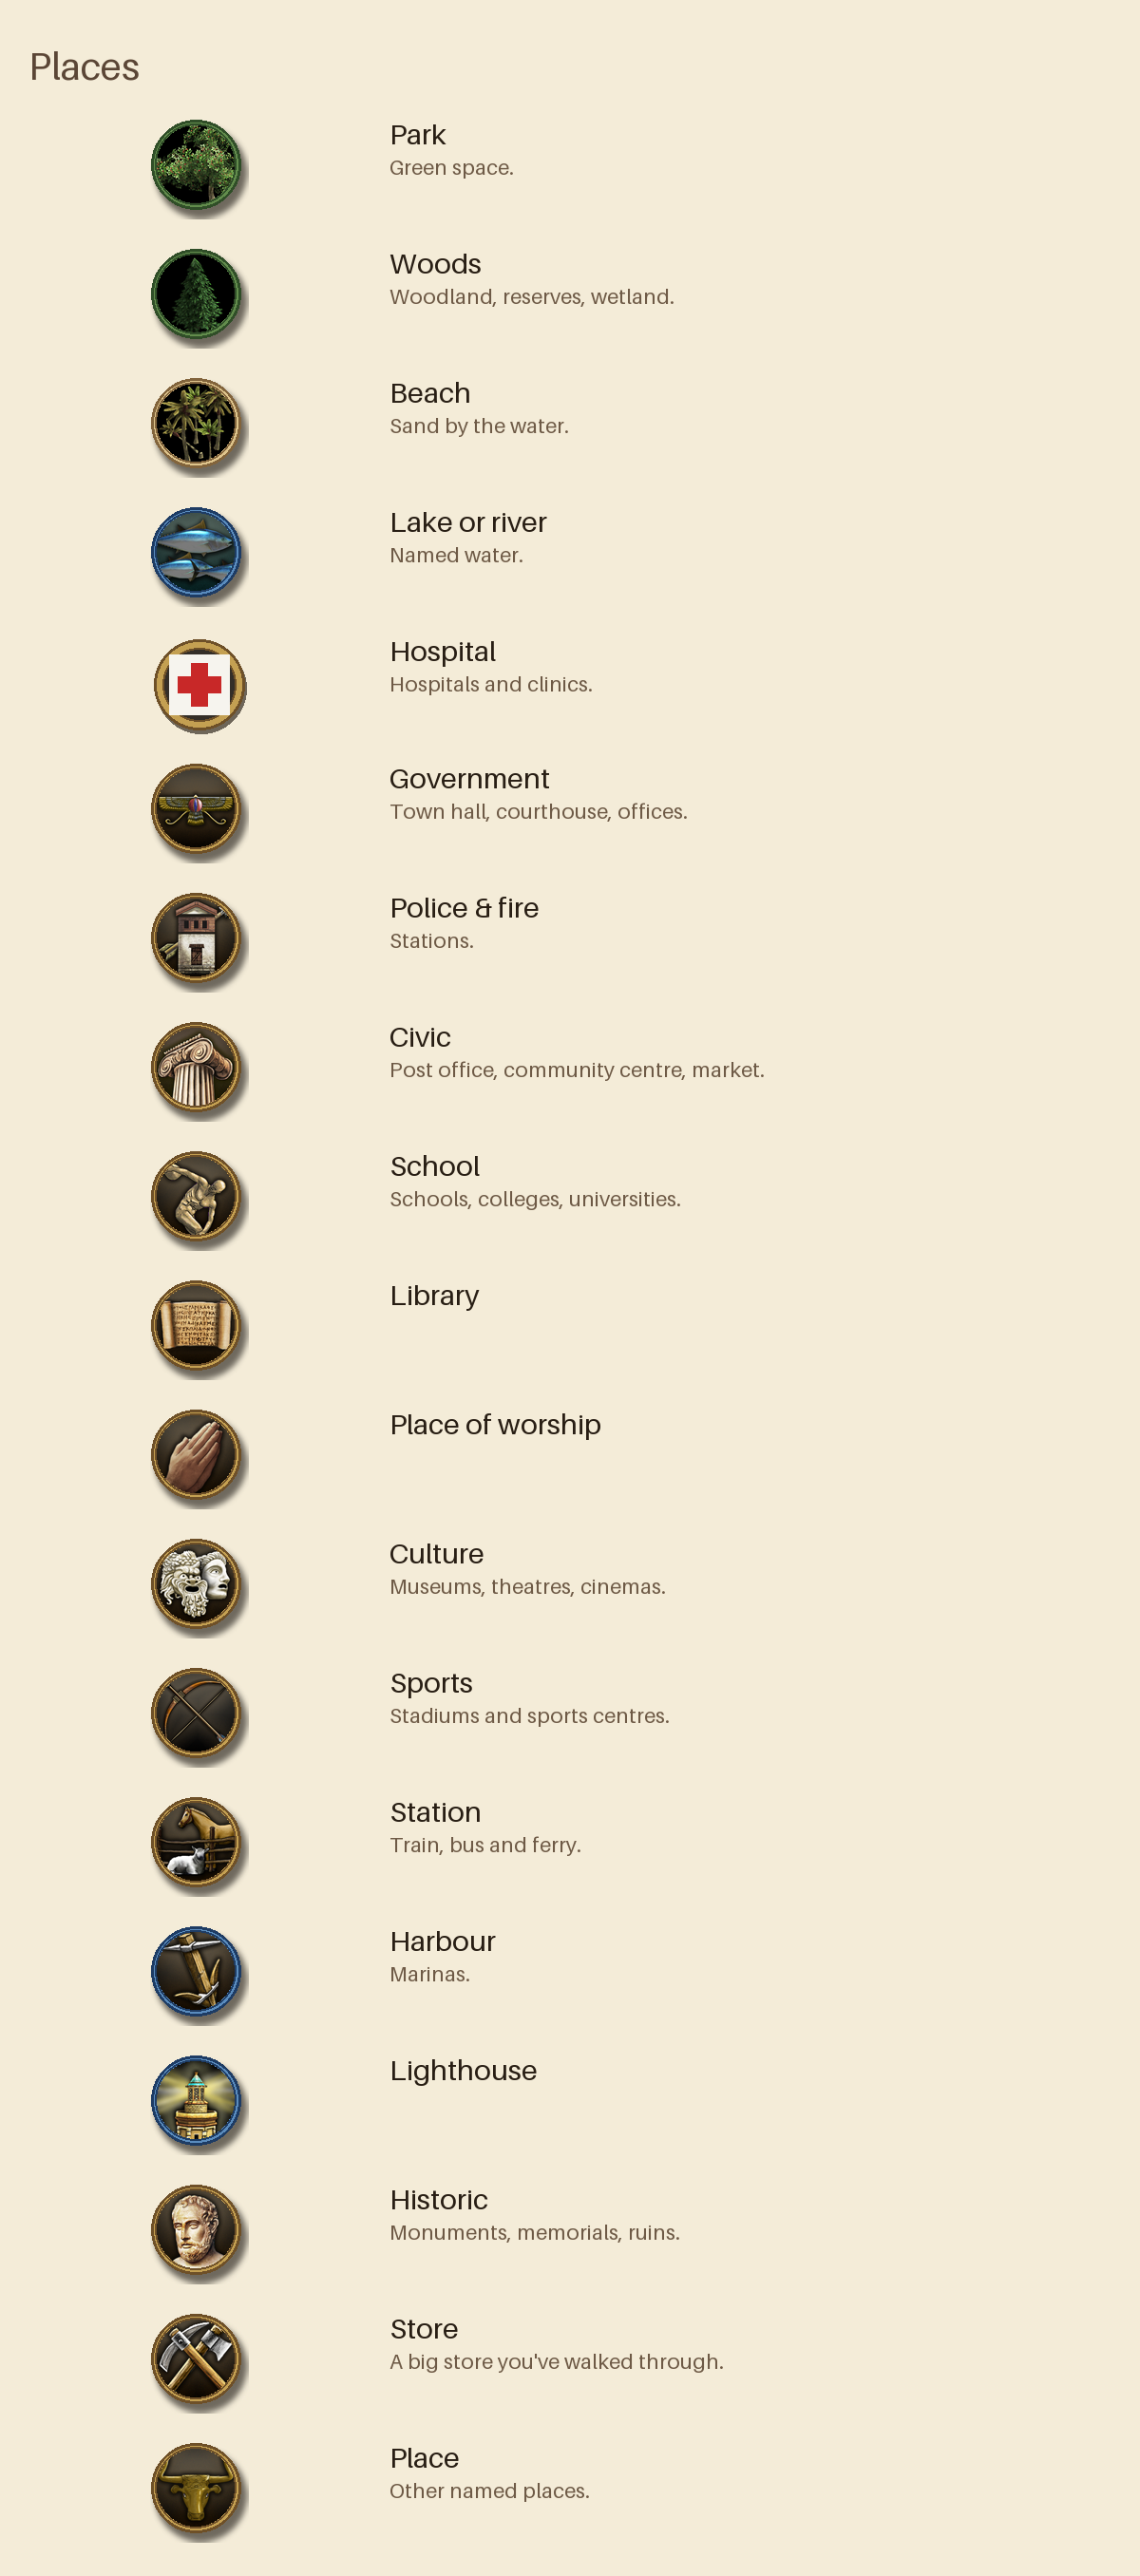 Places
Park
Green space.
Woods
Woodland, reserves, wetland.
Beach
Sand by the water.
Lake or river
Named water.
Hospital
Hospitals and clinics.
Government
Town hall, courthouse, offices.
Police & fire
Stations.
Civic
Post office, community centre, market.
School
Schools, colleges, universities.
Library
Place of worship
Culture
Museums, theatres, cinemas.
Sports
Stadiums and sports centres.
Station
Train, bus and ferry.
Harbour
Marinas.
Lighthouse
Historic
Monuments, memorials, ruins.
Store
A big store you've walked through.
Place
Other named places.